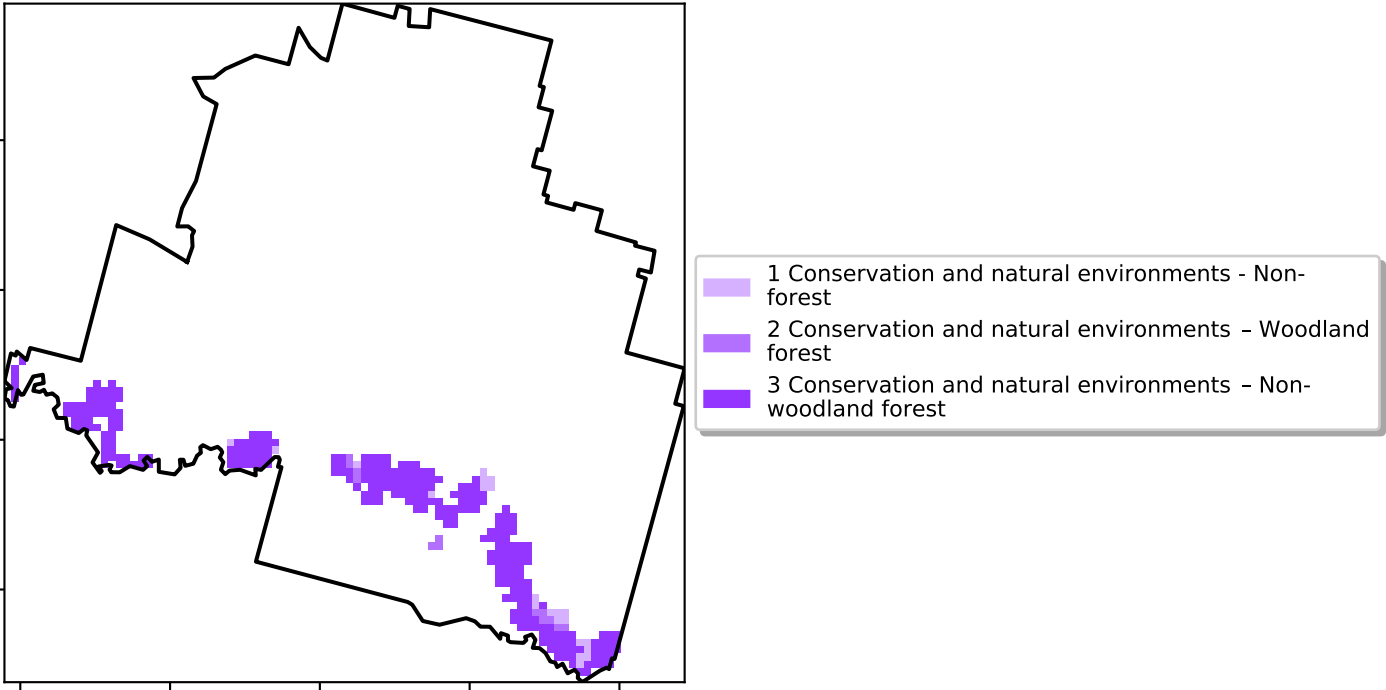 1 Conservation and natural environments - Non-
forest
2 Conservation and natural environments – Woodland
forest
3 Conservation and natural environments – Non-
woodland forest